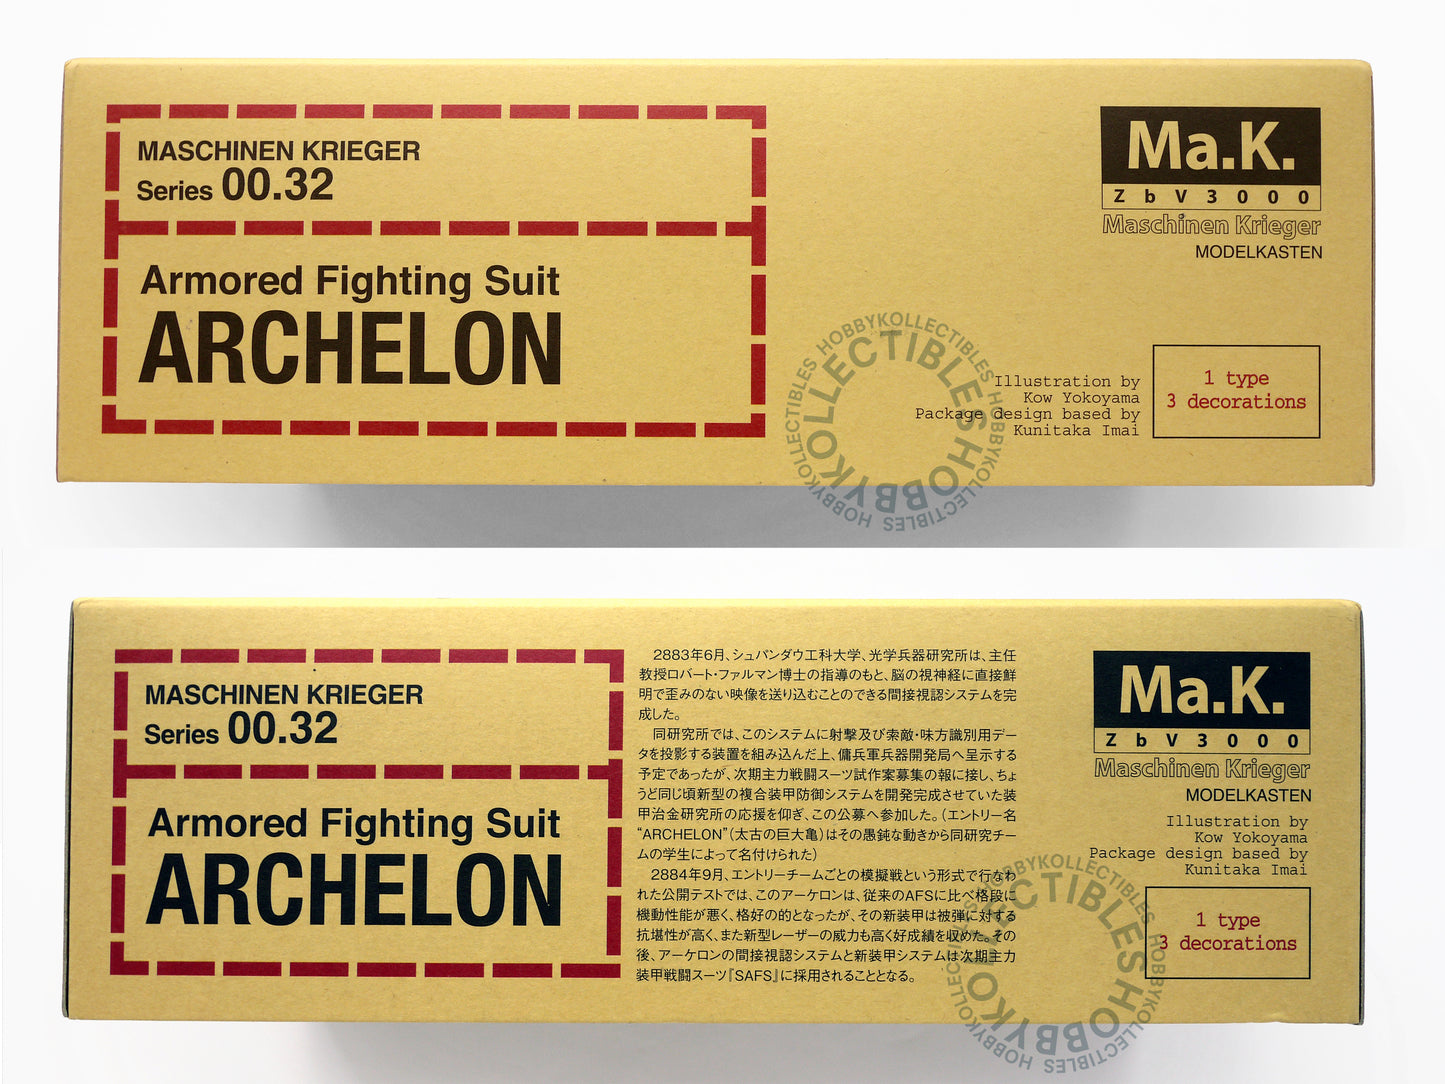 MASCHINEN KRIEGER
Series 00.32
Armored Fighting Suit
ARCHELON
Ma.K.
ZbV3000
Maschinen Krieger
MODELKASTEN
Illustration by
Kow Yokoyama
Package design based by
Kunitaka Imai
1 type
3 decorations
HOBBYKOLLECTIBLES HOBBYKOLLECTIBLES HOBBYKOLLECTIBLES
HOBBYKOLLECTIBLES
MASCHINEN KRIEGER
Series 00.32
Armored Fighting Suit
ARCHELON
2883年6月、シュパンダウ工科大学、光学兵器研究所は、主任
教授ロバート・ファルマン博士の指導のもと、脳の視神経に直接鮮
明で歪みのない映像を送り込むことのできる間接視認システムを完
成した。
同研究所では、このシステムに射撃及び索敵・味方識別用デー
タを投影する装置を組み込んだ上、傭兵軍兵器開発局へ呈示する
予定であったが、次期主力戦闘スーツ試作案募集の報に接し、ちょ
うど同じ頃新型の複合装甲防御システムを開発完成させていた装
甲冶金研究所の応援を仰ぎ、この公募へ参加した。（エントリー名
“ARCHELON”（太古の巨大亀）はその愚鈍な動きから同研究チー
ムの学生によって名付けられた）
2884年9月、エントリーチームごとの模擬戦という形式で行なわ
れた公開テストでは、このアーケロンは、従来のAFSに比べ格段に
機動性能が悪く、格好の的となったが、その新装甲は被弾に対する
抗堪性が高く、また新型レーザーの威力も高く好成績を収めた。その
後、アーケロンの間接視認システムと新装甲システムは次期主力
装甲戦闘スーツ『SAFS』に採用されることとなる。
Ma.K.
ZbV3000
Maschinen Krieger
MODELKASTEN
Illustration by
Kow Yokoyama
Package design based by
Kunitaka Imai
1 type
3 decorations
HOBBYKOLLECTIBLES HOBBYKOLLECTIBLES HOBBYKOLLECTIBLES
HOBBYKOLLECTIBLES